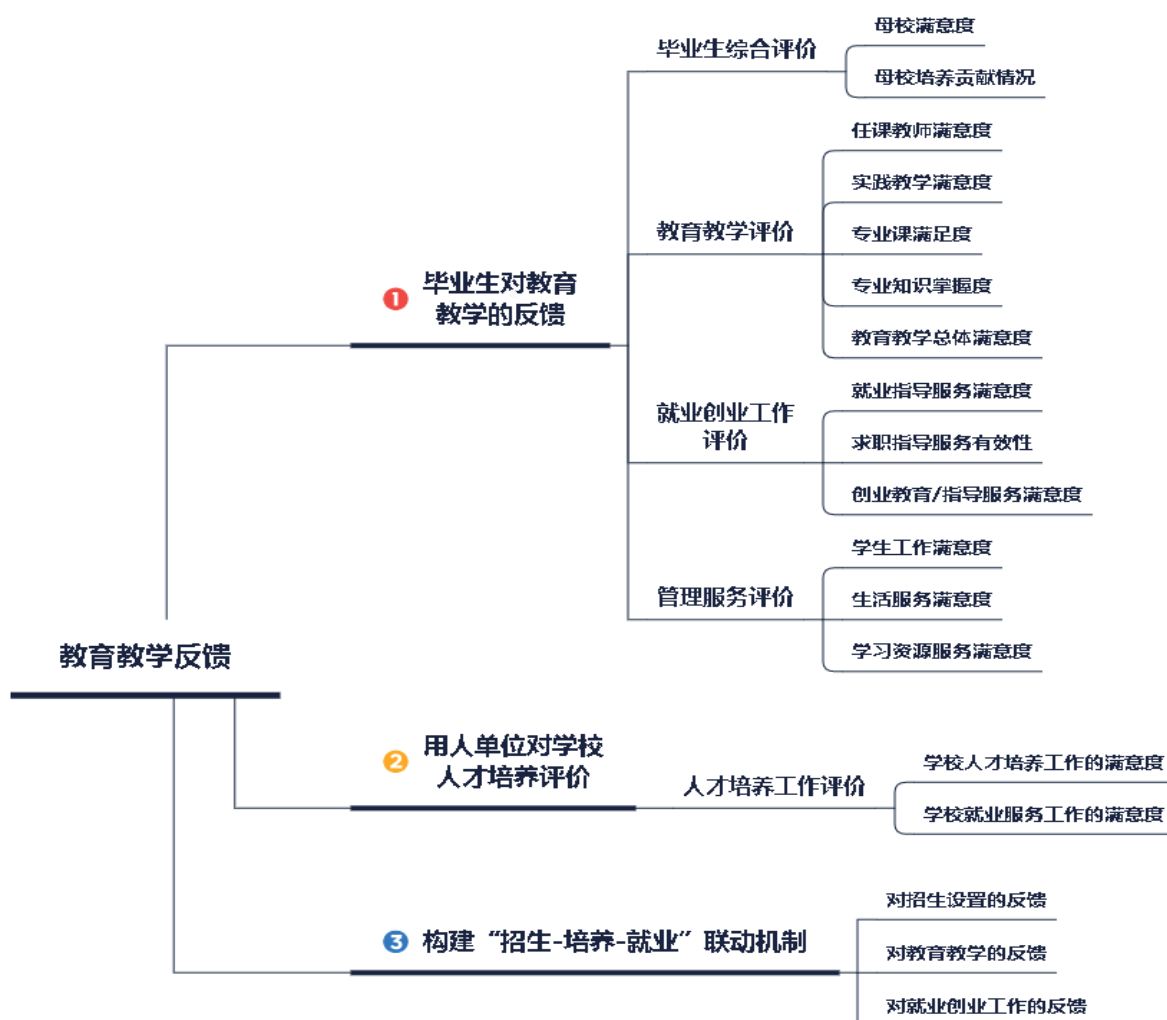 教育教学反馈
❶ 毕业生对教育
教学的反馈
毕业生综合评价
母校满意度
母校培养贡献情况
教育教学评价
任课教师满意度
实践教学满意度
专业课满足度
专业知识掌握度
教育教学总体满意度
就业创业工作
评价
就业指导服务满意度
求职指导服务有效性
创业教育/指导服务满意度
管理服务评价
学生工作满意度
生活服务满意度
学习资源服务满意度
❷ 用人单位对学校
人才培养评价
人才培养工作评价
学校人才培养工作的满意度
学校就业服务工作的满意度
❸ 构建“招生-培养-就业”联动机制
对招生设置的反馈
对教育教学的反馈
对就业创业工作的反馈